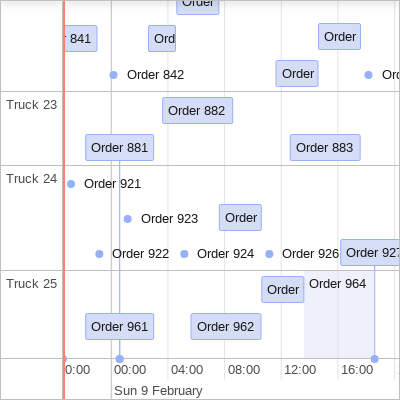 Order
841
Ord
Order
Order 842
Order
Truck 23
Order 882
Order 881
Order 883
Truck 24
Order 921
Order 923
Order
Order 922
Order 924
Order 926
Order 927
Truck 25
Order
Order 964
Order 961
Order 962
0:00
00:00
04:00
08:00
12:00
16:00
Sun 9 February